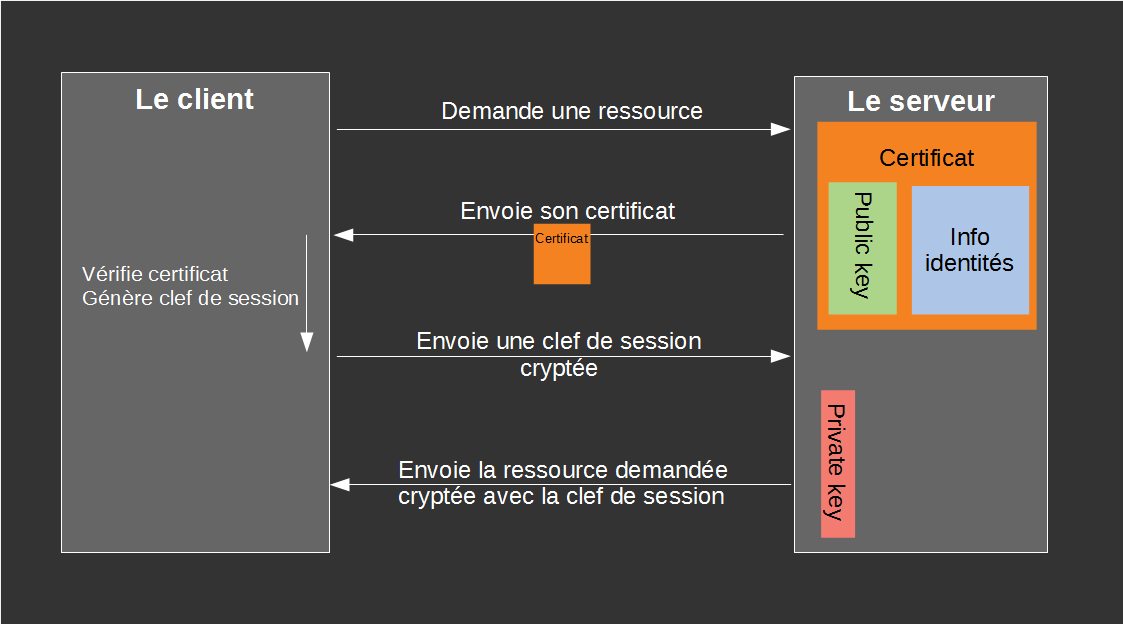 Le client
Le serveur
Demande une ressource
Certificat
Public key
Info
identités
Envoie son certificat
Certificat
Vérifie certificat
Génère clef de session
Envoie une clef de session
cryptée
Private key
Envoie la ressource demandée
cryptée avec la clef de session